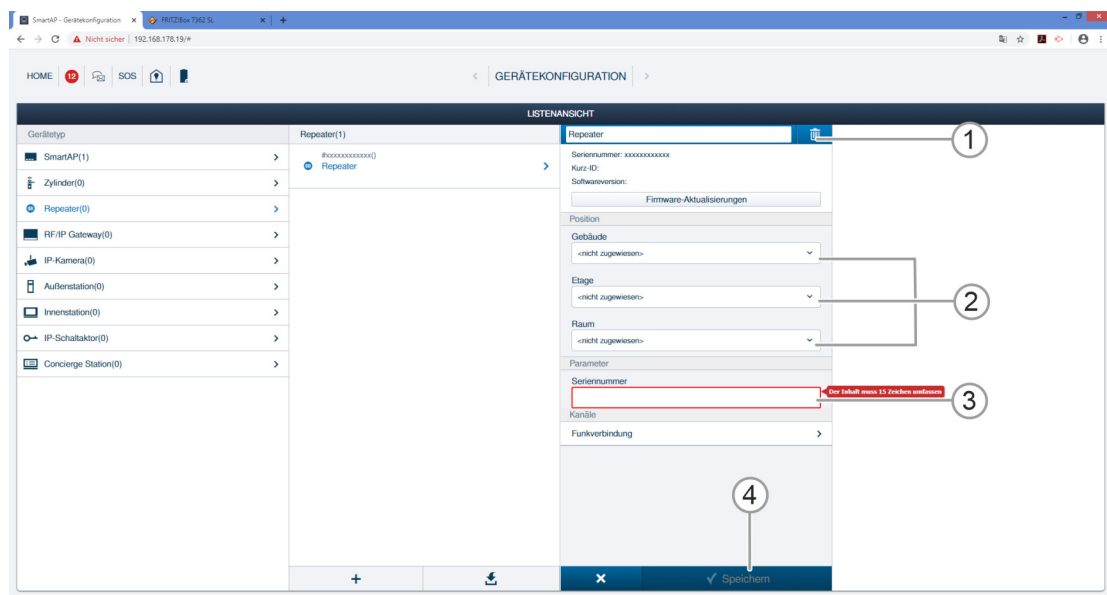 SmartAP - Gerätekonfiguration
FRITZ!Box 7362 SL
Nicht sicher
192.168.178.19/#
HOME
12
SOS
GERÄTEKONFIGURATION
LISTENANSICHT
Gerätetyp
SmartAP(1)
Zylinder(0)
Repeater(0)
RF/IP Gateway(0)
IP-Kamera(0)
Außenstation(0)
Innenstation(0)
IP-Schaltaktor(0)
Concierge Station(0)
Repeater(1)
#xxxxxxxxxxxx()
Repeater
Repeater
Seriennummer: xxxxxxxxxxxx
Kurz-ID:
Softwareversion:
Firmware-Aktualisierungen
Position
Gebäude
<nicht zugewiesen>
Etage
<nicht zugewiesen>
Raum
<nicht zugewiesen>
Parameter
Seriennummer
Der Inhalt muss 15 Zeichen umfassen
Kanäle
Funkverbindung
Speichern
1
2
3
4